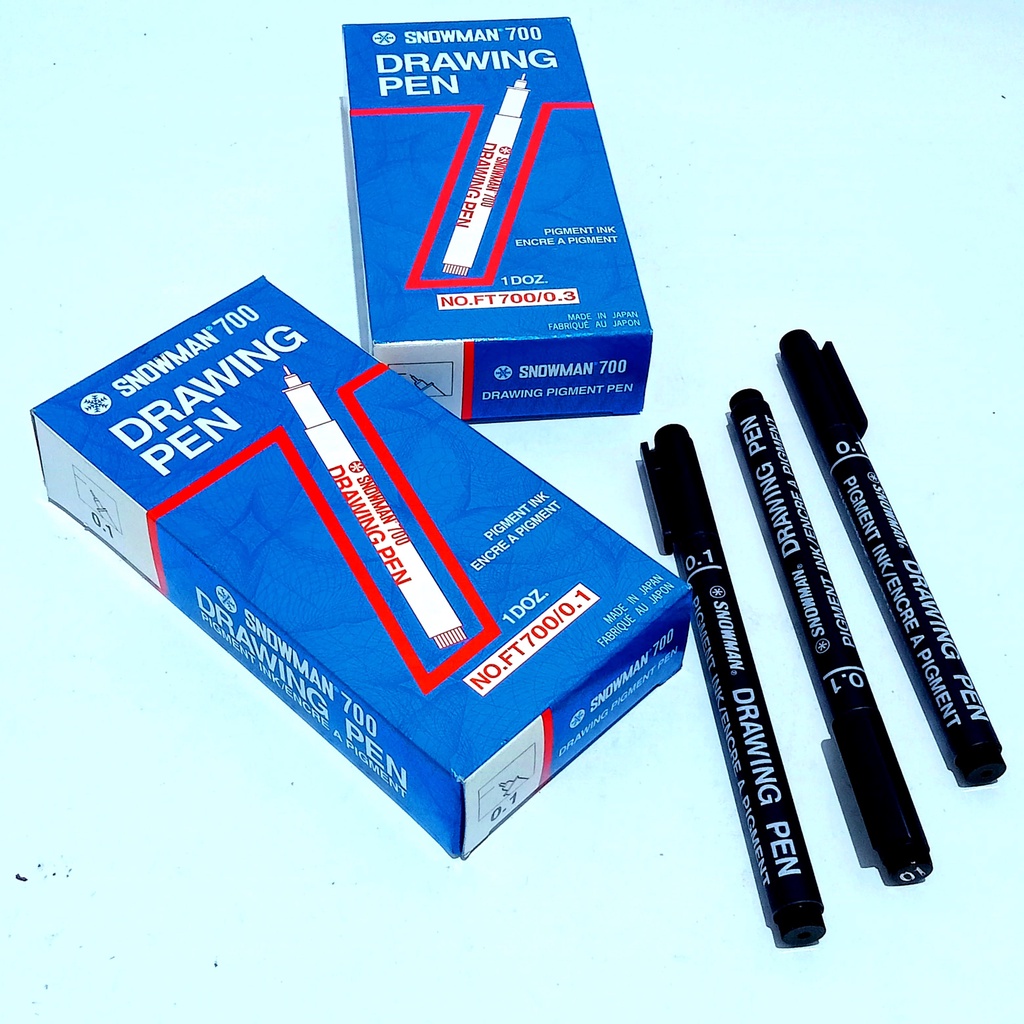 SNOWMAN® 700
DRAWING
PEN
SNOWMAN 700
DRAWING PEN
PIGMENT INK
ENCRE A PIGMENT
1 DOZ.
NO.FT700/0.3
MADE IN JAPAN
FABRIQUÉ AU JAPON
SNOWMAN® 700
DRAWING PIGMENT PEN
SNOWMAN® 700
DRAWING
PEN
SNOWMAN 700
DRAWING PEN
PIGMENT INK
ENCRE A PIGMENT
1 DOZ.
NO.FT700/0.1
MADE IN JAPAN
FABRIQUÉ AU JAPON
0.1
SNOWMAN® 700
DRAWING PEN
PIGMENT INK/ENCRE A PIGMENT
0.1
SNOWMAN® 700
DRAWING PIGMENT PEN
0.1
SNOWMAN® DRAWING PEN
PIGMENT INK/ENCRE A PIGMENT
0.1
SNOWMAN® DRAWING PEN
PIGMENT INK/ENCRE A PIGMENT
0.1
0.1
SNOWMAN® DRAWING PEN
PIGMENT INK/ENCRE A PIGMENT